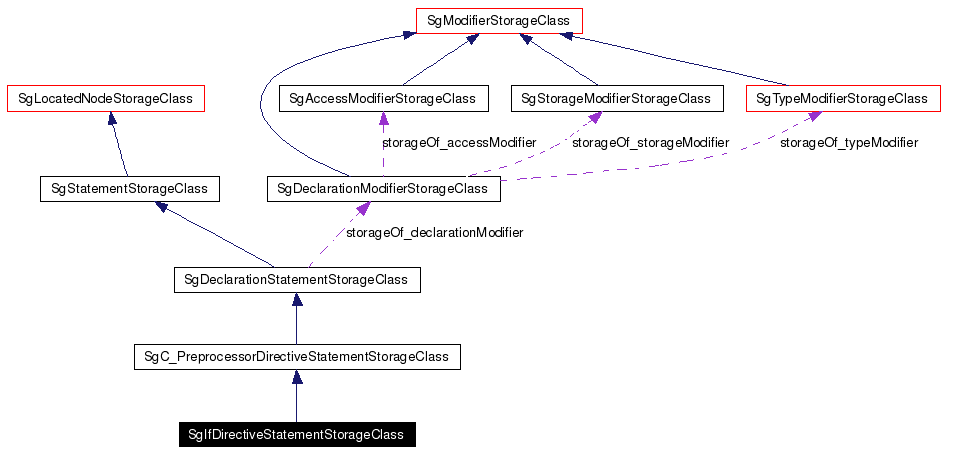 SgModifierStorageClass
SgLocatedNodeStorageClass
SgAccessModifierStorageClass
SgStorageModifierStorageClass
SgTypeModifierStorageClass
storageOf_accessModifier
storageOf_storageModifier
storageOf_typeModifier
SgStatementStorageClass
SgDeclarationModifierStorageClass
storageOf_declarationModifier
SgDeclarationStatementStorageClass
SgC_PreprocessorDirectiveStatementStorageClass
SgIfDirectiveStatementStorageClass